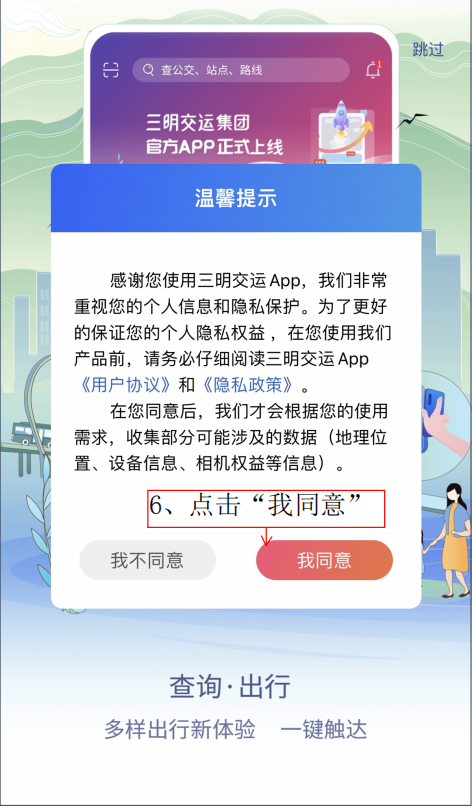 跳过
查公交、站点、路线
1
三明交运集团
官方APP正式上线
温馨提示
感谢您使用三明交运App，我们非常
重视您的个人信息和隐私保护。为了更好
的保证您的个人隐私权益 ，在您使用我们
产品前，请务必仔细阅读三明交运App
《用户协议》和《隐私政策》。
在您同意后，我们才会根据您的使用
需求，收集部分可能涉及的数据（地理位
置、设备信息、相机权益等信息）。
6、点击“我同意”
我不同意 我同意
查询·出行
多样出行新体验 一键触达